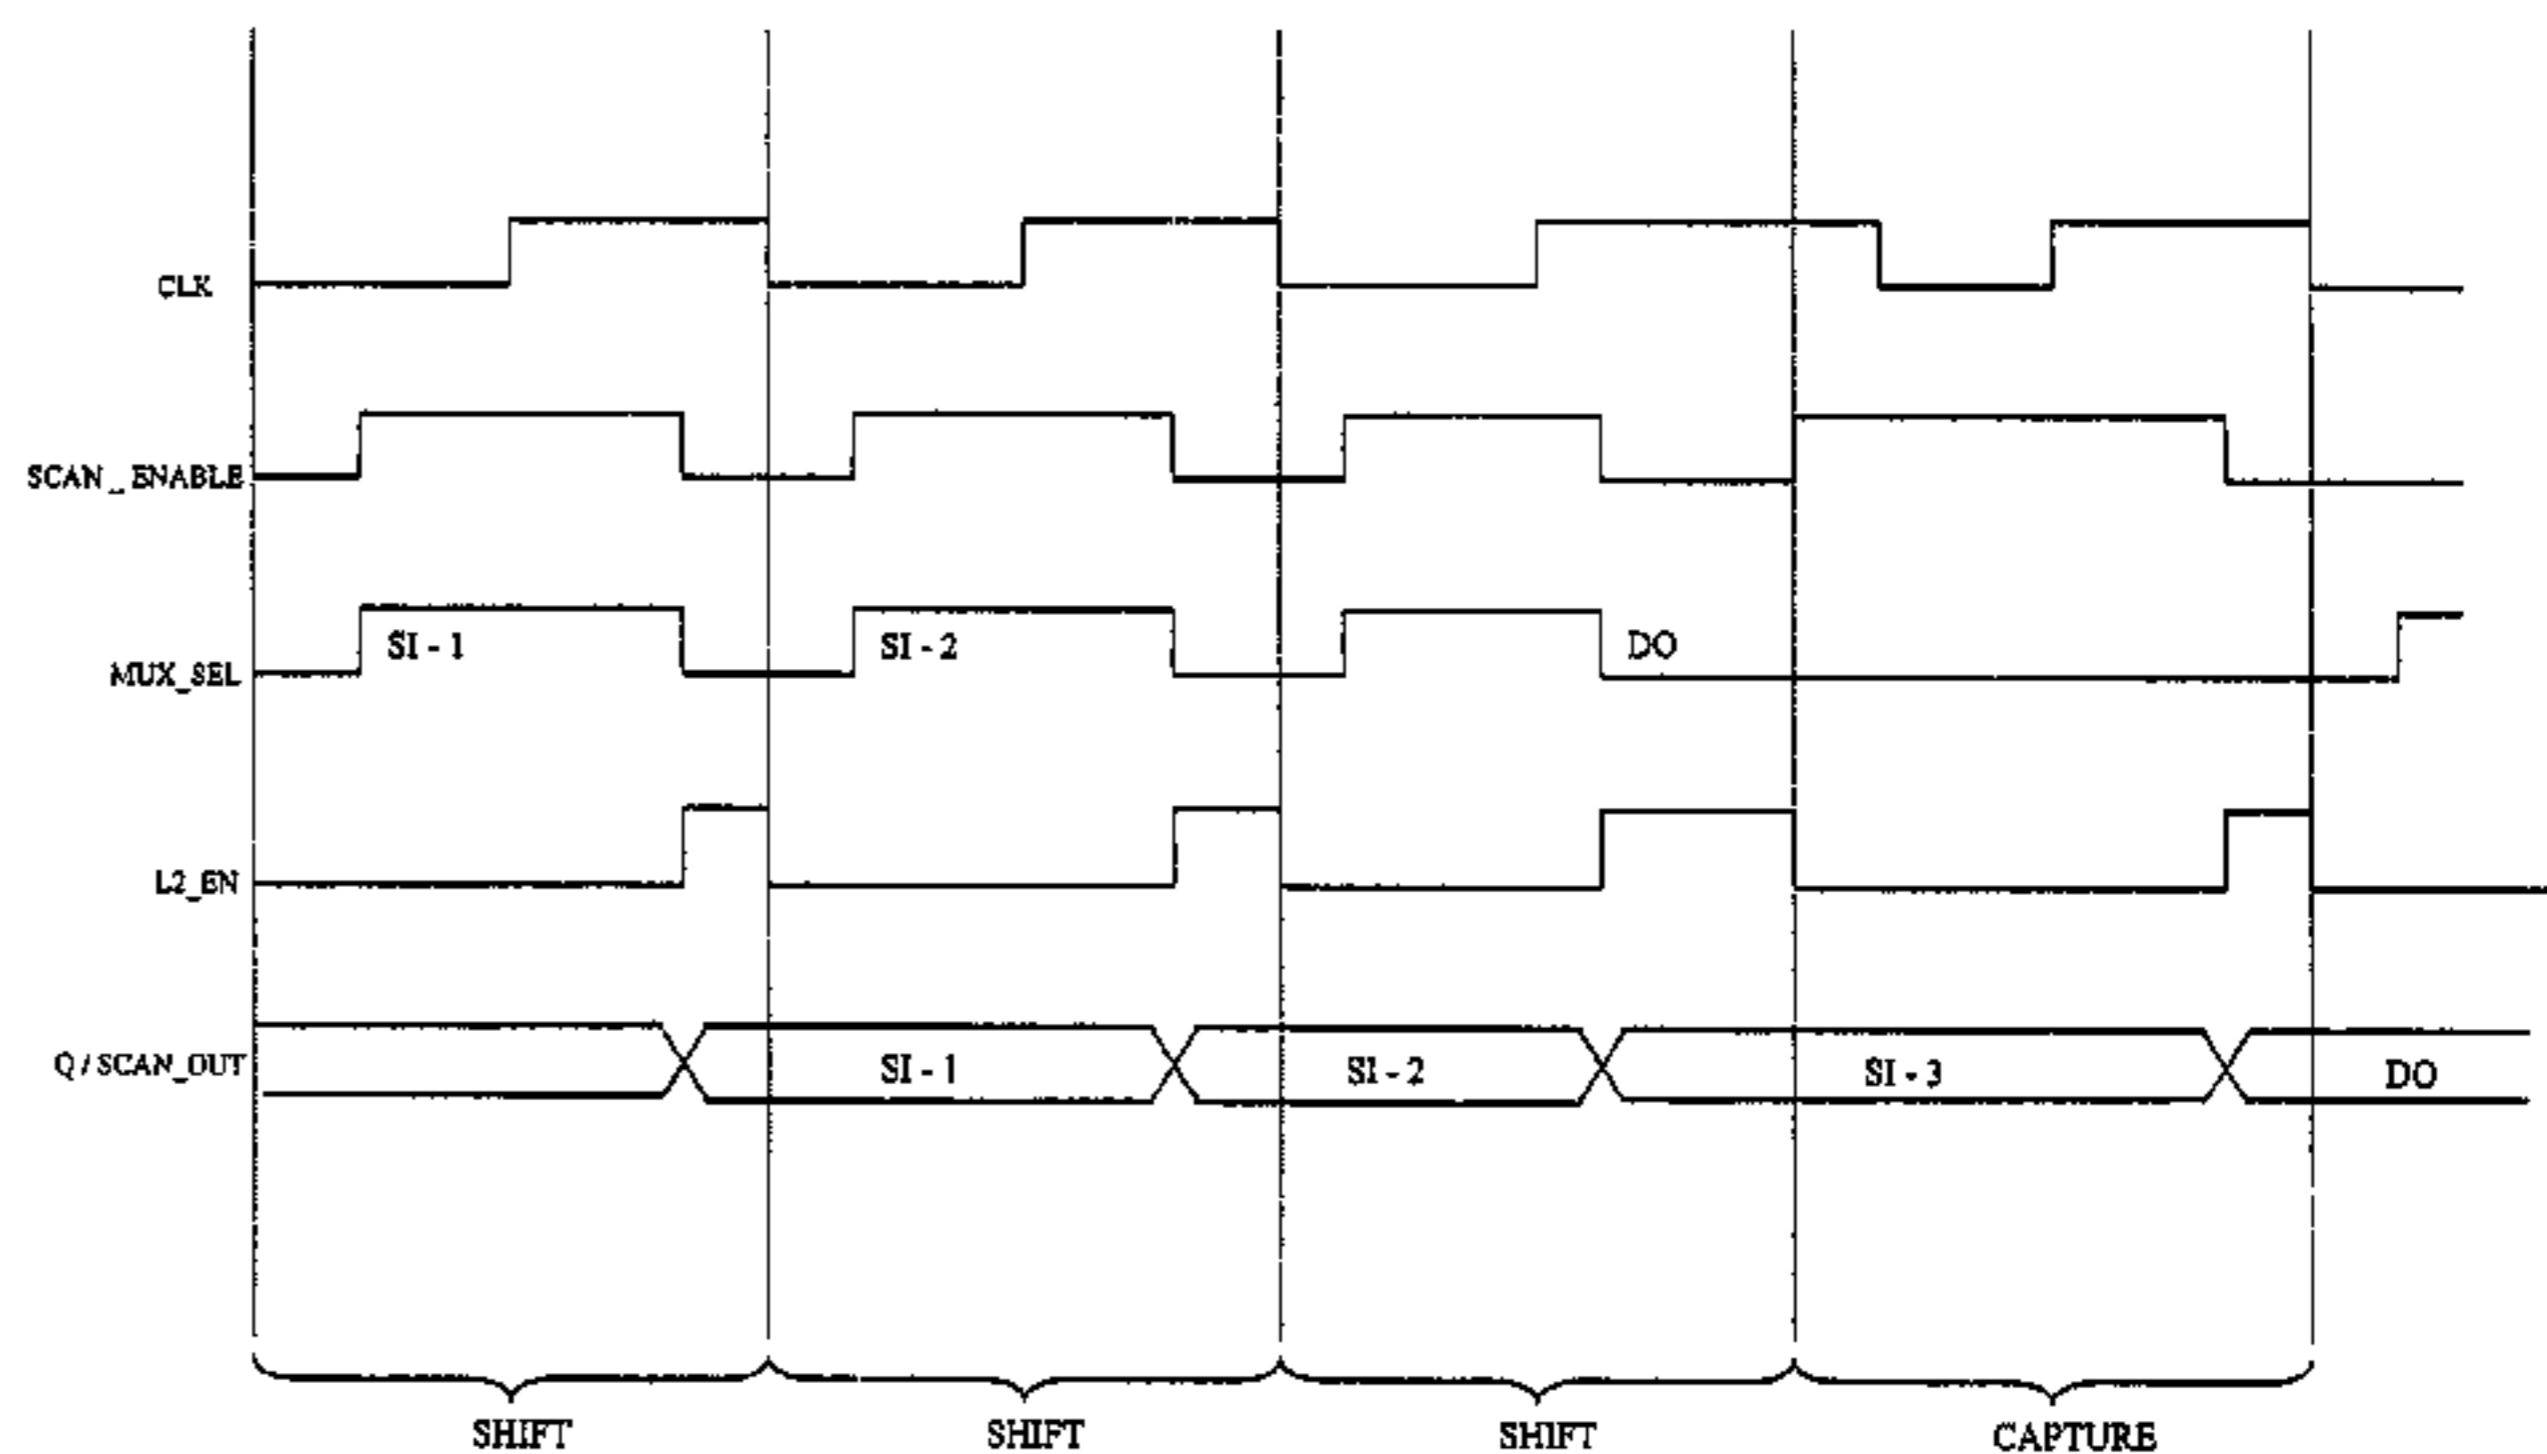 CLK
SCAN_ENABLE
MUX_SEL
SI - 1
SI - 2
DO
L2_EN
Q / SCAN_OUT
SI - 1
SI - 2
SI - 3
DO
SHIFT
SHIFT
SHIFT
CAPTURE